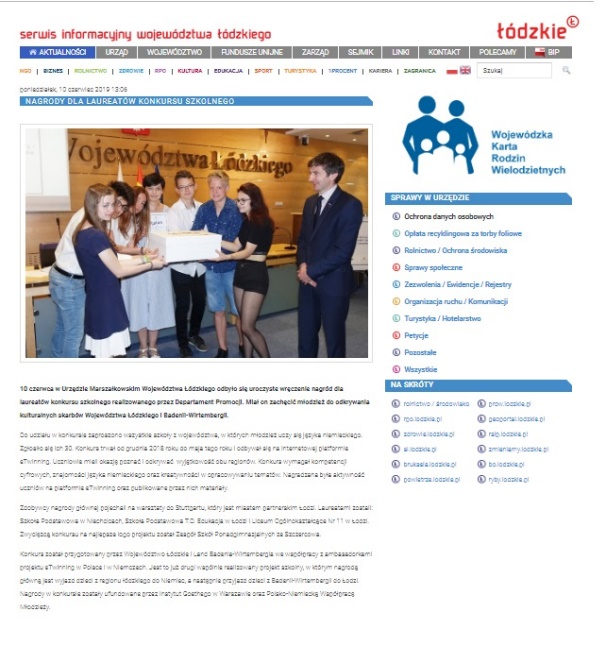 serwis informacyjny województwa łódzkiego
łódzkie
AKTUALNOŚCI URZĄD WOJEWÓDZTWO FUNDUSZE UNIJNE ZARZĄD SEJMIK LINKI KONTAKT POLECAMY BIP
NGO | BIZNES | ROLNICTWO | ZDROWIE | RPO | KULTURA | EDUKACJA | SPORT | TURYSTYKA | 1PROCENT | KARIERA | ZAGRANICA
Szukaj
poniedziałek, 10 czerwiec 2019 13:06
NAGRODY DLA LAUREATÓW KONKURSU SZKOLNEGO
Województwa Łódzkiego
10 czerwca w Urzędzie Marszałkowskim Województwa Łódzkiego odbyło się uroczyste wręczenie nagród dla
laureatów konkursu szkolnego realizowanego przez Departament Promocji. Miał on zachęcić młodzież do odkrywania
kulturalnych skarbów Województwa Łódzkiego i Badenii-Wirtembergii.
Do udziału w konkursie zaproszono wszystkie szkoły z województwa, w których młodzież uczy się języka niemieckiego.
Zgłosiło się ich 33. Konkurs trwał od grudnia 2018 roku do maja tego roku i odbywał się na internetowej platformie
eTwinning. Uczniowie mieli okazję poznać i odkrywać wyjątkowość obu regionów. Konkurs wymagał kompetencji
cyfrowych, znajomości języka niemieckiego oraz kreatywności w opracowywaniu tematów. Nagradzana była aktywność
uczniów na platformie eTwinning oraz publikowane przez nich materiały.
Zdobywcy nagrody głównej pojechali na warsztaty do Stuttgartu, który jest miastem partnerskim Łodzi. Laureatami zostali:
Szkoła Podstawowa w Niechcicach, Szkoła Podstawowa T.C. Edukacja w Łodzi i Liceum Ogólnokształcące Nr 11 w Łodzi.
Zwycięzcą konkursu na najlepsze logo projektu został Zespół Szkół Ponadgimnazjalnych ze Szczercowa.
Konkurs został przygotowany przez Województwo Łódzkie i Land Badenia-Wirtembergia we współpracy z ambasadorkami
projektu eTwinning w Polsce i w Niemczech. Jest to już drugi wspólnie realizowany projekt szkolny, w którym nagrodą
główną jest wyjazd dzieci z regionu łódzkiego do Niemiec, a następnie przyjazd dzieci z Badenii-Wirtembergii do Łodzi.
Nagrody w konkursie zostały ufundowane przez Instytut Goethego w Warszawie oraz Polsko-Niemiecką Współpracę
Młodzieży.
Wojewódzka
Karta
Rodzin
Wielodzietnych
SPRAWY W URZĘDZIE
Ochrona danych osobowych
Opłata recyklingowa za torby foliowe
Rolnictwo / Ochrona środowiska
Sprawy społeczne
Zezwolenia / Ewidencje / Rejestry
Organizacja ruchu / Komunikacji
Turystyka / Hotelarstwo
Petycje
Pozostałe
Wszystkie
NA SKRÓTY
rolnictwo / środowisko prow.lodzkie.pl
rpo.lodzkie.pl geoportal.lodzkie.pl
zdrowie.lodzkie.pl ralp.lodzkie.pl
si.lodzkie.pl zmieniamy.lodzkie.pl
bruksela.lodzkie.pl bo.lodzkie.pl
powietrze.lodzkie.pl ryby.lodzkie.pl